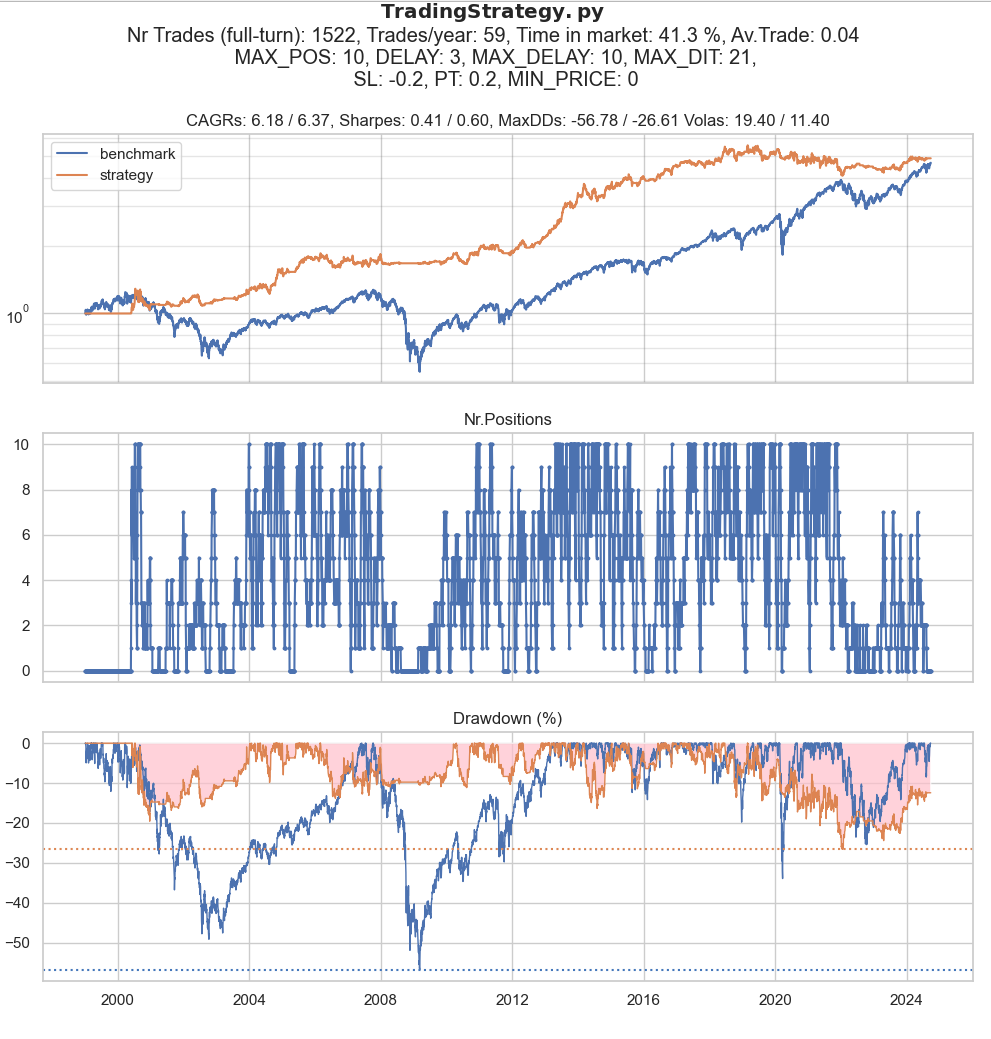 TradingStrategy.py
Nr Trades (full-turn): 1522, Trades/year: 59, Time in market: 41.3 %, Av.Trade: 0.04
MAX_POS: 10, DELAY: 3, MAX_DELAY: 10, MAX_DIT: 21,
SL: -0.2, PT: 0.2, MIN_PRICE: 0
CAGRs: 6.18 / 6.37, Sharpes: 0.41 / 0.60, MaxDDs: -56.78 / -26.61 Volas: 19.40 / 11.40
benchmark
strategy
10⁰
Nr.Positions
10
8
6
4
2
0
Drawdown (%)
0
−10
−20
−30
−40
−50
2000 2004 2008 2012 2016 2020 2024